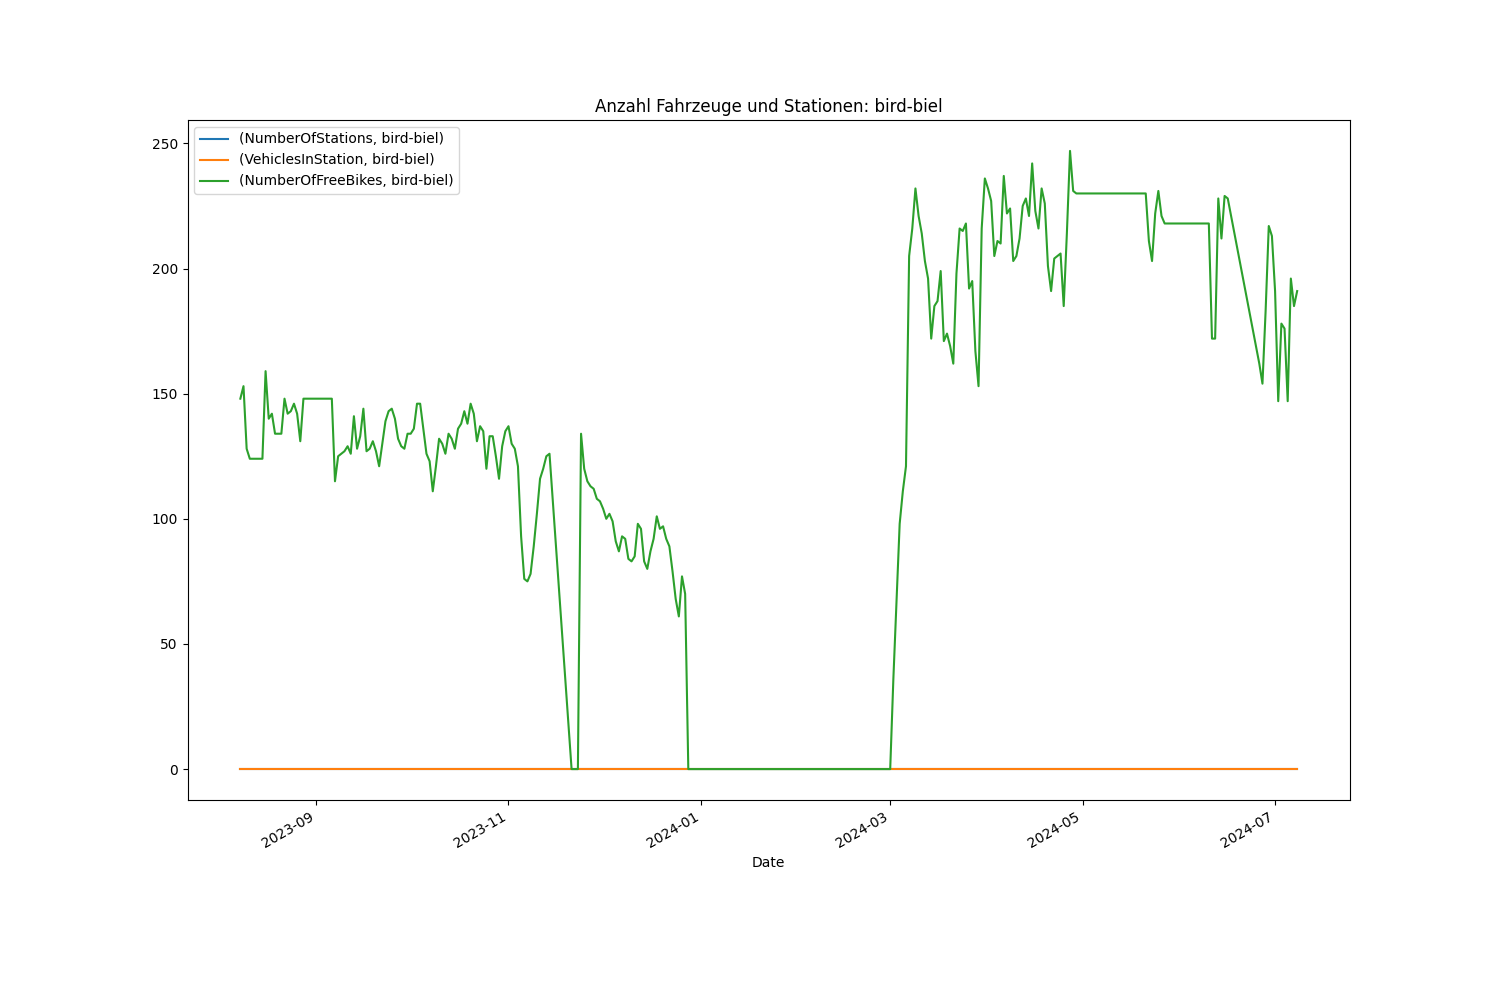 Anzahl Fahrzeuge und Stationen: bird-biel
(NumberOfStations, bird-biel)
(VehiclesInStation, bird-biel)
(NumberOfFreeBikes, bird-biel)
250
200
150
100
50
0
2023-09
2023-11
2024-01
2024-03
2024-05
2024-07
Date